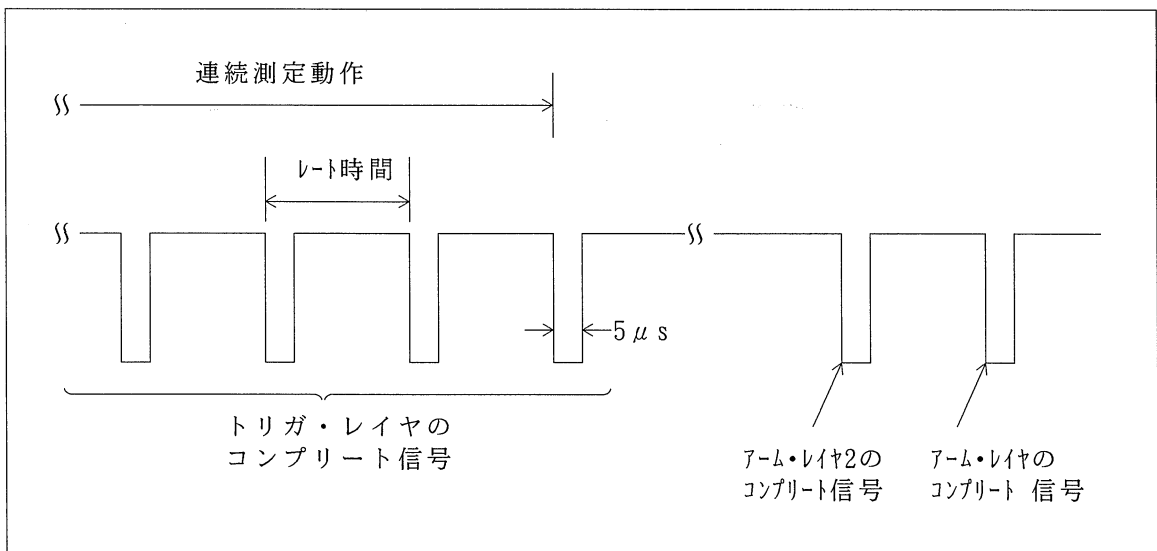 連続測定動作
ﾚｰﾄ時間
5μs
トリガ・レイヤの
コンプリート信号
ｱｰﾑ・ﾚｲﾔ2の
ｺﾝﾌﾟﾘｰﾄ信号
ｱｰﾑ・ﾚｲﾔの
ｺﾝﾌﾟﾘｰﾄ 信号